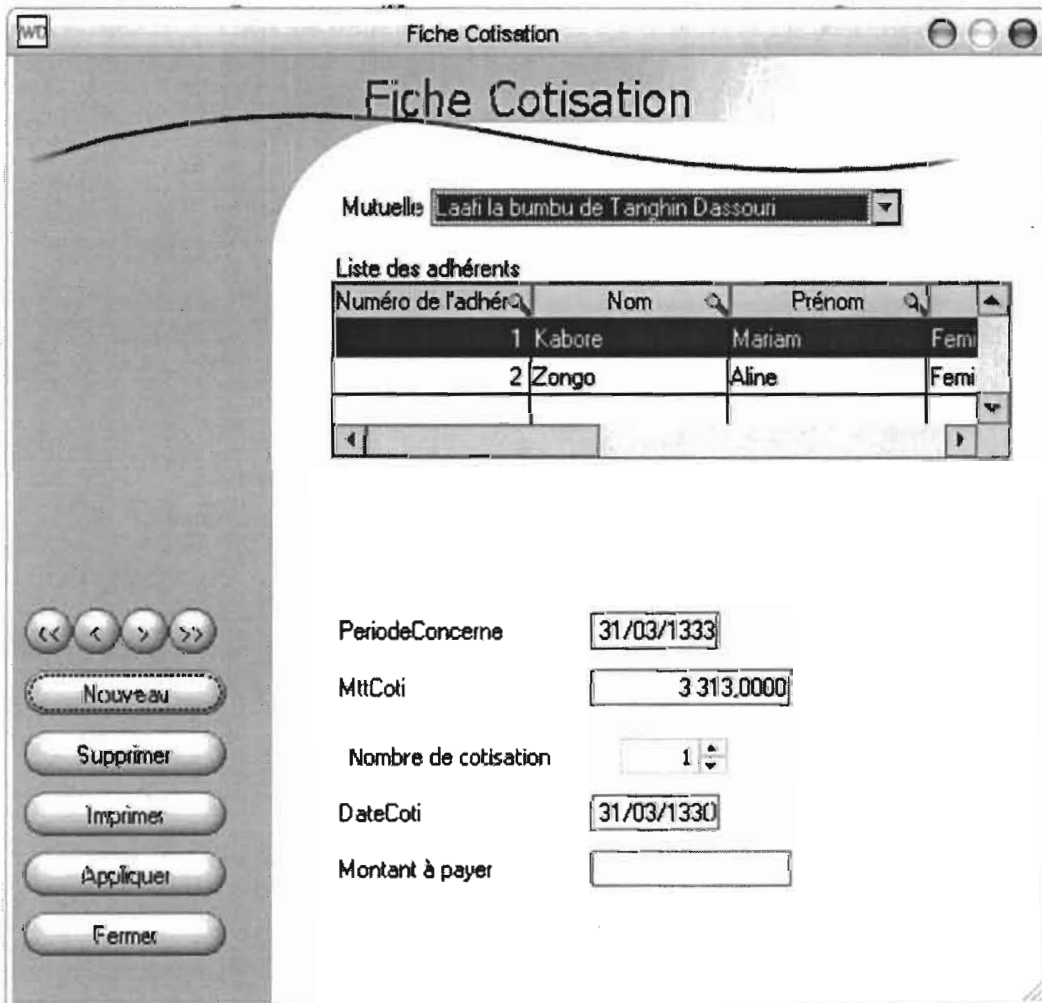 WD Fiche Cotisation
Fiche Cotisation
Mutuelle Laafi la bumbu de Tanghin Dassouri
Liste des adhérents
Numéro de l'adhér Nom Prénom
1 Kabore Mariam Femi
2 Zongo Aline Femi
<< < > >>
PeriodeConcerne 31/03/1333
Nouveau
MttCoti 3 313,0000
Supprimer
Nombre de cotisation 1
Imprimer
DateCoti 31/03/1330
Appliquer
Montant à payer
Fermer